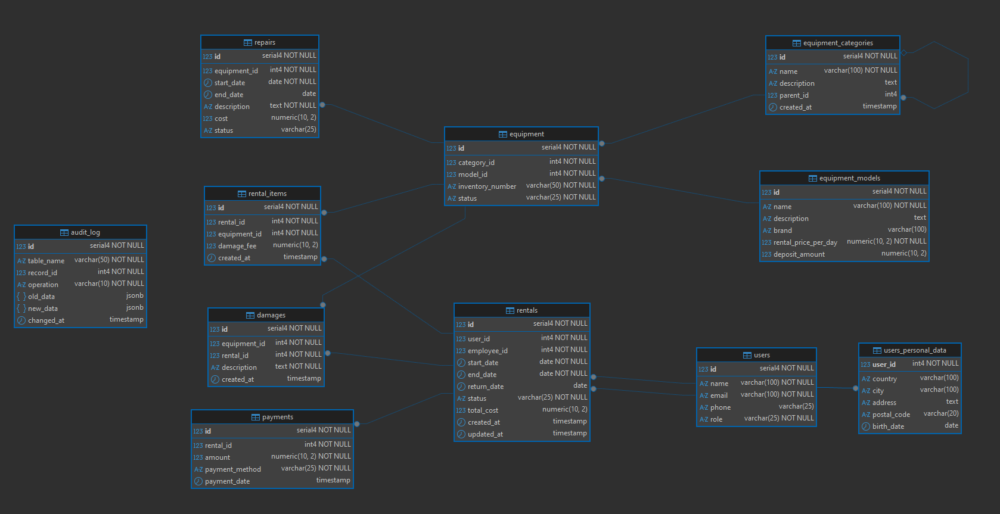 repairs
123 id serial4 NOT NULL
123 equipment_id int4 NOT NULL
start_date date NOT NULL
end_date date
A-Z description text NOT NULL
123 cost numeric(10, 2)
A-Z status varchar(25)
equipment_categories
123 id serial4 NOT NULL
A-Z name varchar(100) NOT NULL
A-Z description text
123 parent_id int4
created_at timestamp
equipment
123 id serial4 NOT NULL
123 category_id int4 NOT NULL
123 model_id int4 NOT NULL
A-Z inventory_number varchar(50) NOT NULL
A-Z status varchar(25) NOT NULL
equipment_models
123 id serial4 NOT NULL
A-Z name varchar(100) NOT NULL
A-Z description text
A-Z brand varchar(100)
123 rental_price_per_day numeric(10, 2) NOT NULL
123 deposit_amount numeric(10, 2)
rental_items
123 id serial4 NOT NULL
123 rental_id int4 NOT NULL
123 equipment_id int4 NOT NULL
123 damage_fee numeric(10, 2)
created_at timestamp
audit_log
123 id serial4 NOT NULL
A-Z table_name varchar(50) NOT NULL
123 record_id int4 NOT NULL
A-Z operation varchar(10) NOT NULL
{ } old_data jsonb
{ } new_data jsonb
changed_at timestamp
damages
123 id serial4 NOT NULL
123 equipment_id int4 NOT NULL
123 rental_id int4 NOT NULL
A-Z description text NOT NULL
created_at timestamp
rentals
123 id serial4 NOT NULL
123 user_id int4 NOT NULL
123 employee_id int4 NOT NULL
start_date date NOT NULL
end_date date NOT NULL
return_date date
A-Z status varchar(25) NOT NULL
123 total_cost numeric(10, 2)
created_at timestamp
updated_at timestamp
users
123 id serial4 NOT NULL
A-Z name varchar(100) NOT NULL
A-Z email varchar(100) NOT NULL
A-Z phone varchar(25)
A-Z role varchar(25) NOT NULL
users_personal_data
123 user_id int4 NOT NULL
A-Z country varchar(100)
A-Z city varchar(100)
A-Z address text
A-Z postal_code varchar(20)
birth_date date
payments
123 id serial4 NOT NULL
123 rental_id int4 NOT NULL
123 amount numeric(10, 2) NOT NULL
A-Z payment_method varchar(25) NOT NULL
payment_date timestamp